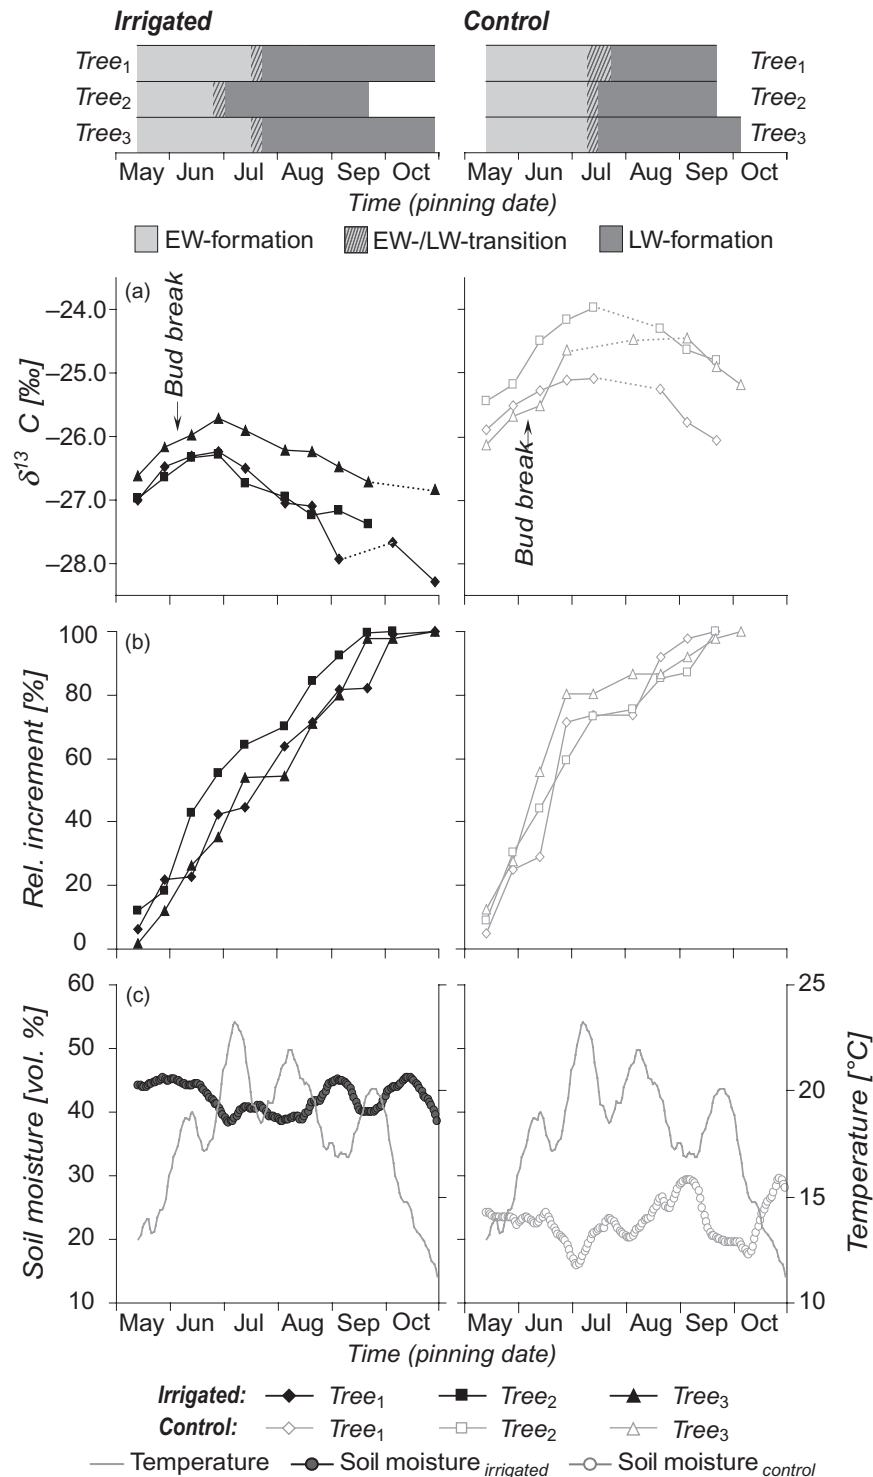 Irrigated Control
Tree1 Tree1
Tree2 Tree2
Tree3 Tree3
May Jun Jul Aug Sep Oct May Jun Jul Aug Sep Oct
Time (pinning date)
EW-formation EW-/LW-transition LW-formation
(a)
Bud break
Bud break
δ13 C [‰]
–24.0
–25.0
–26.0
–27.0
–28.0
(b)
Rel. increment [%]
100
80
60
40
20
0
(c)
Soil moisture [vol. %]
60
50
40
30
20
10
25
20
15
10
Temperature [°C]
May Jun Jul Aug Sep Oct May Jun Jul Aug Sep Oct
Time (pinning date)
Irrigated: Tree1 Tree2 Tree3
Control: Tree1 Tree2 Tree3
Temperature Soil moisture irrigated Soil moisture control